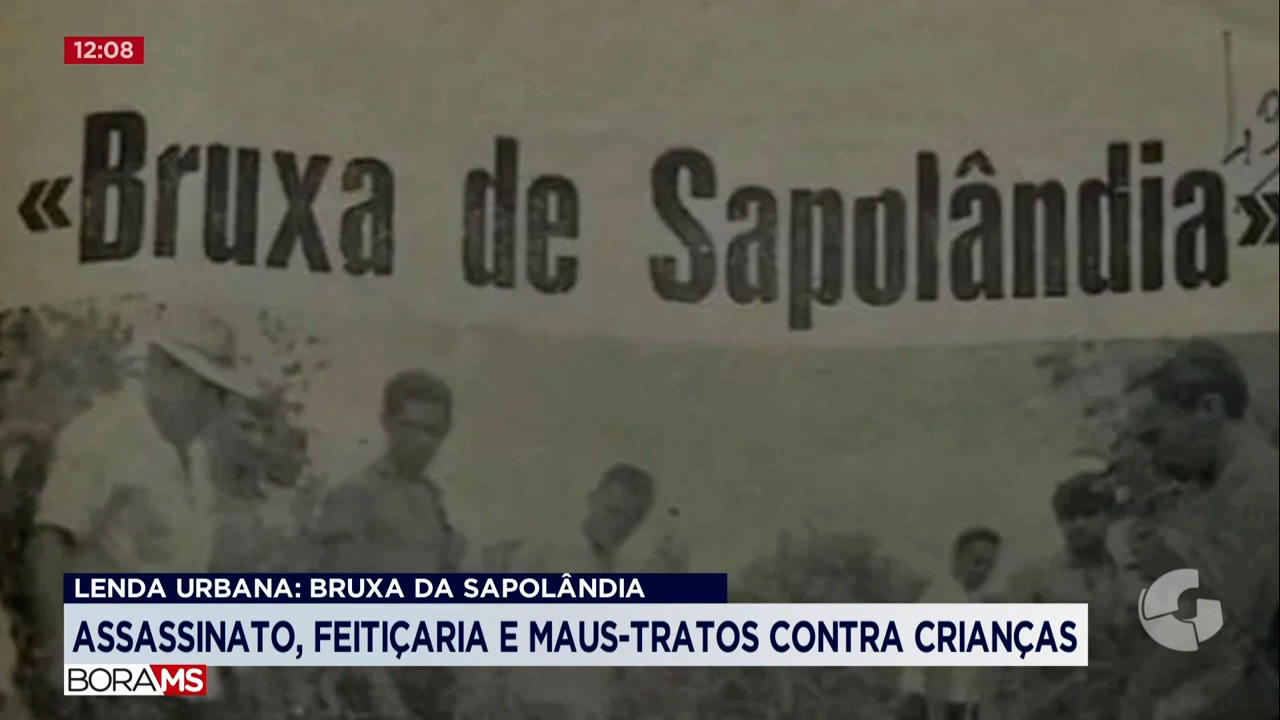 12:08
«Bruxa de Sapolândia»
LENDA URBANA: BRUXA DA SAPOLÂNDIA
ASSASSINATO, FEITIÇARIA E MAUS-TRATOS CONTRA CRIANÇAS
BORAMS